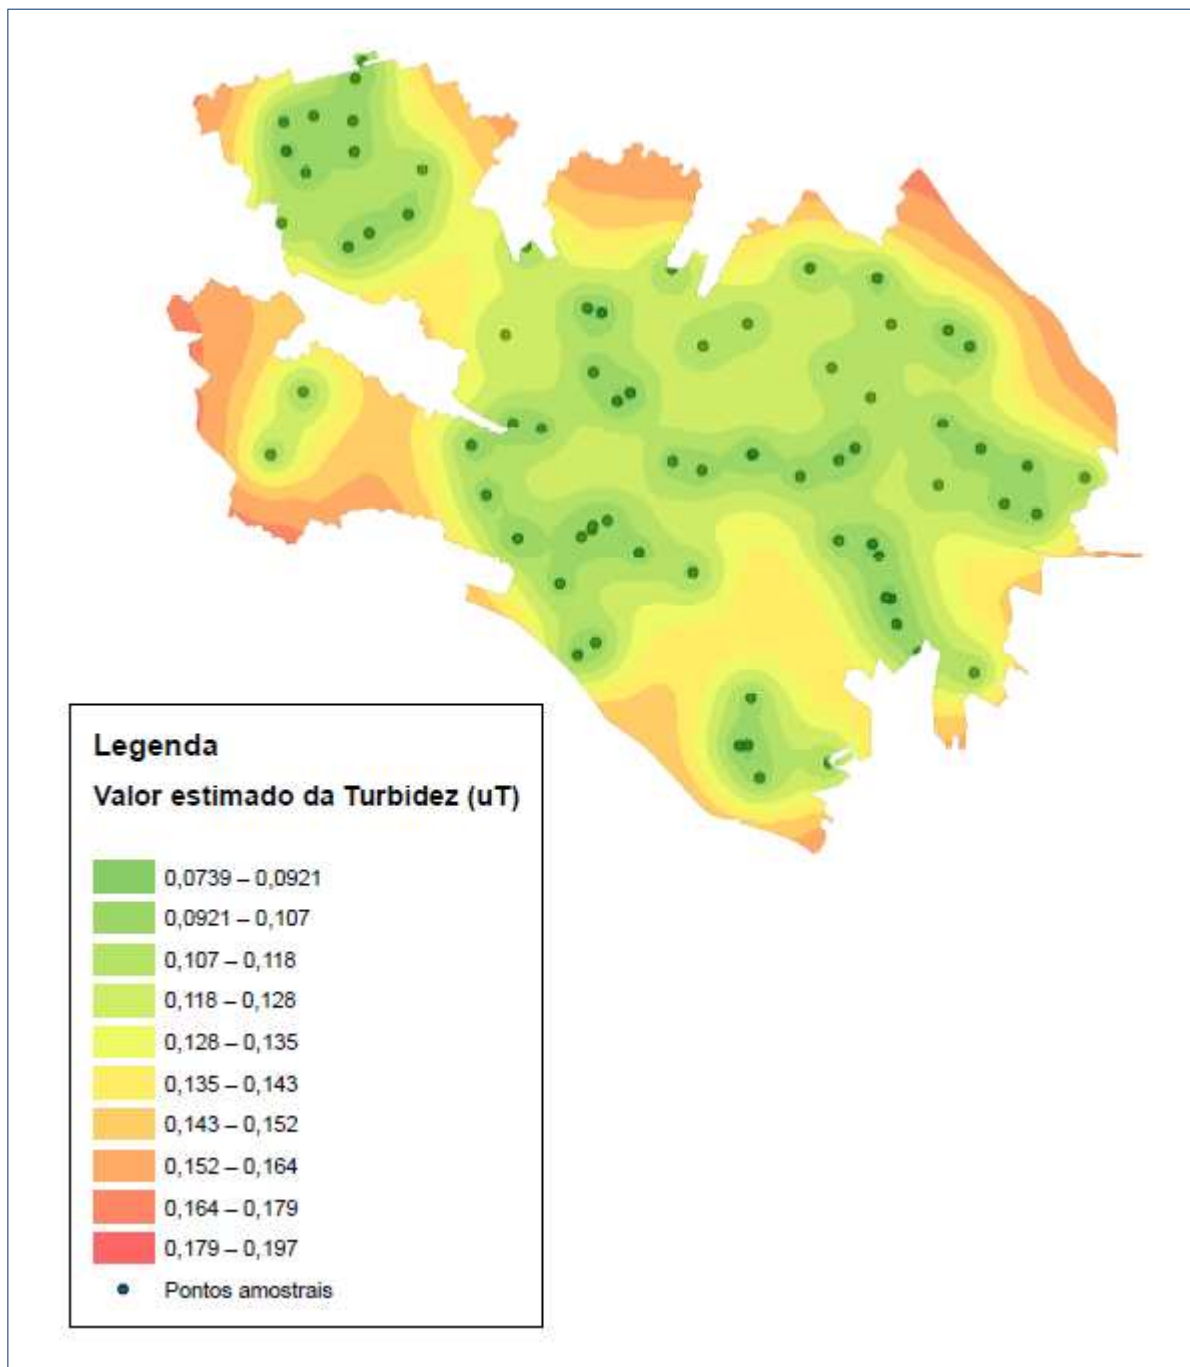 Legenda
Valor estimado da Turbidez (uT)
0,0739 – 0,0921
0,0921 – 0,107
0,107 – 0,118
0,118 – 0,128
0,128 – 0,135
0,135 – 0,143
0,143 – 0,152
0,152 – 0,164
0,164 – 0,179
0,179 – 0,197
Pontos amostrais